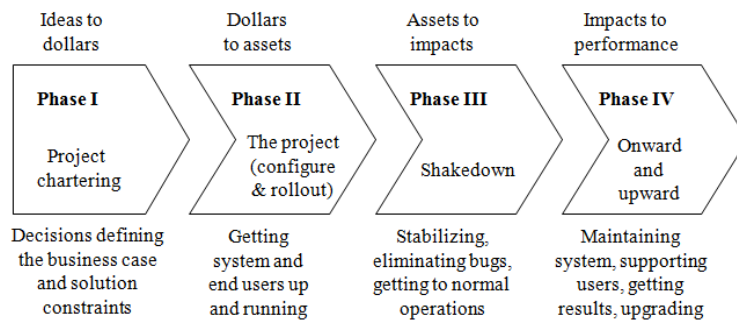 Ideas to
dollars
Dollars
to assets
Assets to
impacts
Impacts to
performance
Phase I
Project
chartering
Phase II
The project
(configure
& rollout)
Phase III
Shakedown
Phase IV
Onward
and
upward
Decisions defining
the business case
and solution
constraints
Getting
system and
end users up
and running
Stabilizing,
eliminating bugs,
getting to normal
operations
Maintaining
system, supporting
users, getting
results, upgrading